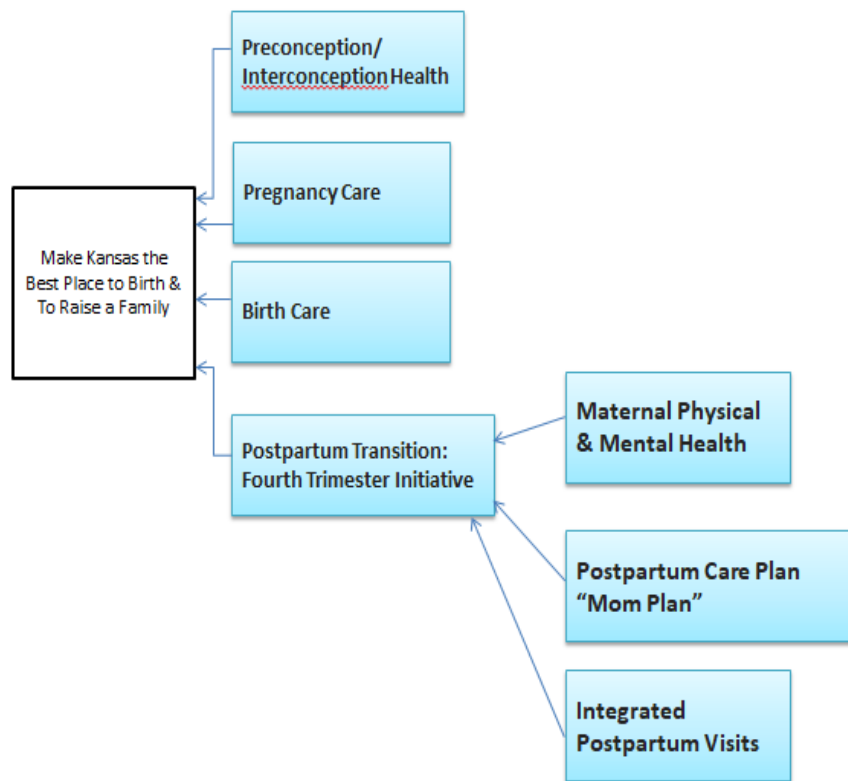 Preconception/
Interconception Health
Pregnancy Care
Make Kansas the
Best Place to Birth &
To Raise a Family
Birth Care
Postpartum Transition:
Fourth Trimester Initiative
Maternal Physical
& Mental Health
Postpartum Care Plan
“Mom Plan”
Integrated
Postpartum Visits